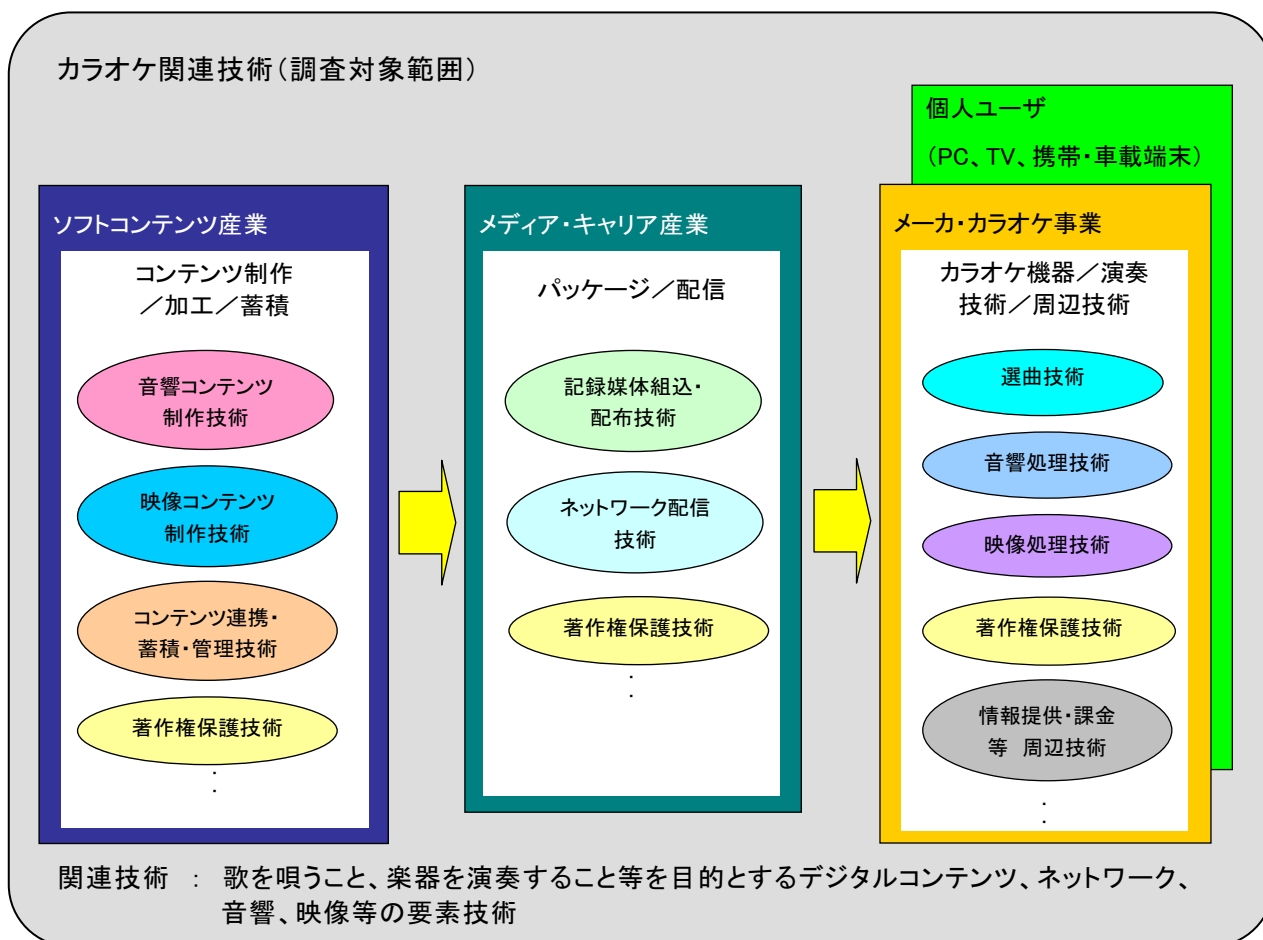 カラオケ関連技術(調査対象範囲)
個人ユーザ
(PC、TV、携帯・車載端末)
ソフトコンテンツ産業
コンテンツ制作
／加工／蓄積
音響コンテンツ
制作技術
映像コンテンツ
制作技術
コンテンツ連携・
蓄積・管理技術
著作権保護技術
:
メディア・キャリア産業
パッケージ／配信
記録媒体組込・
配布技術
ネットワーク配信
技術
著作権保護技術
:
メーカ・カラオケ事業
カラオケ機器／演奏
技術／周辺技術
選曲技術
音響処理技術
映像処理技術
著作権保護技術
情報提供・課金
等　周辺技術
:
関連技術　：　歌を唄うこと、楽器を演奏すること等を目的とするデジタルコンテンツ、ネットワーク、
音響、映像等の要素技術